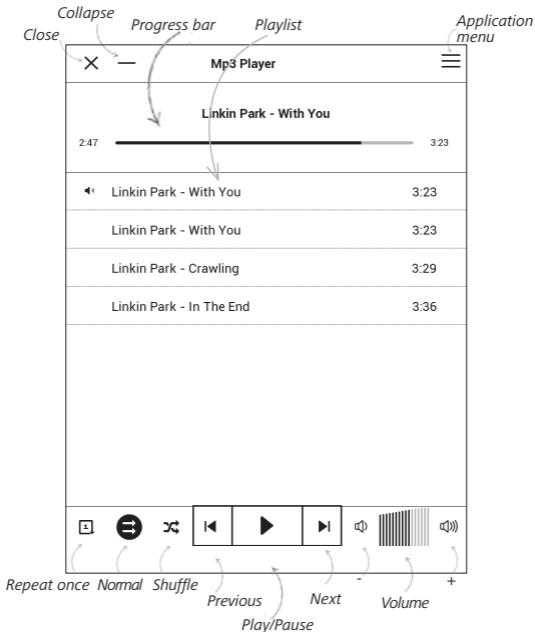 Collapse
Progress bar
Playlist
Application
menu
Close
Mp3 Player
Linkin Park - With You
2:47
3:23
Linkin Park - With You 3:23
Linkin Park - With You 3:23
Linkin Park - Crawling 3:29
Linkin Park - In The End 3:36
1
Repeat once
Normal
Shuffle
Previous
Play/Pause
Next
-
Volume
+